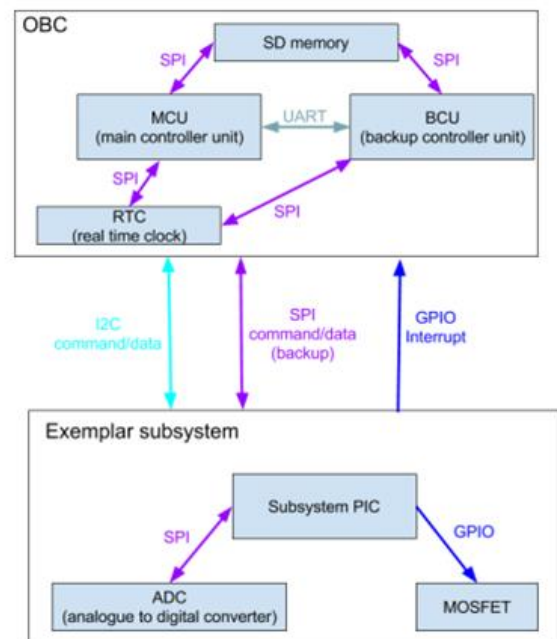 OBC
SD memory
SPI
SPI
MCU
(main controller unit)
UART
BCU
(backup controller unit)
SPI
SPI
RTC
(real time clock)
I2C
command/data
SPI
command/data
(backup)
GPIO
Interrupt
Exemplar subsystem
Subsystem PIC
SPI
GPIO
ADC
(analogue to digital converter)
MOSFET